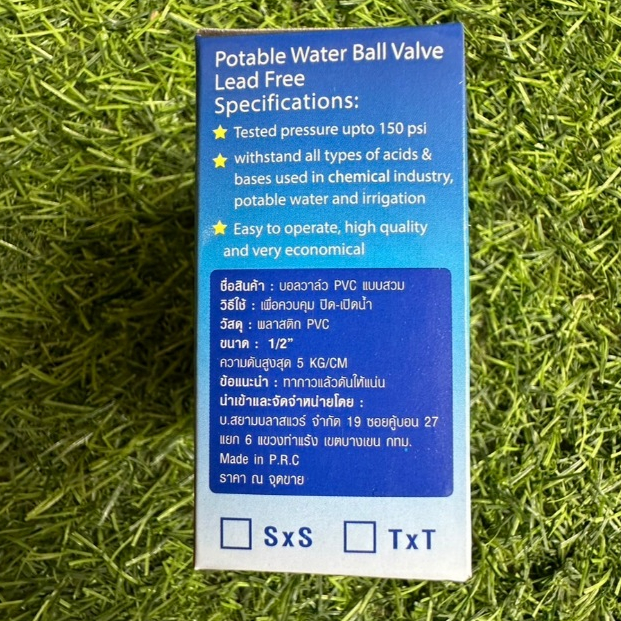 Potable Water Ball Valve
Lead Free
Specifications:
Tested pressure upto 150 psi
withstand all types of acids &
bases used in chemical industry,
potable water and irrigation
Easy to operate, high quality
and very economical
ชื่อสินค้า : บอลวาล์ว PVC แบบสวม
วิธีใช้ : เพื่อควบคุม ปิด-เปิดน้ำ
วัสดุ : พลาสติก PVC
ขนาด : 1/2"
ความดันสูงสุด 5 KG/CM
ข้อแนะนำ : ทากาวแล้วดันให้แน่น
นำเข้าและจัดจำหน่ายโดย :
บ.สยามมลาสแวร์ จำกัด 19 ซอยคู้บอน 27
แยก 6 แขวงท่าแร้ง เขตบางเขน กทม.
Made in P.R.C
ราคา ณ จุดขาย
SxS TxT